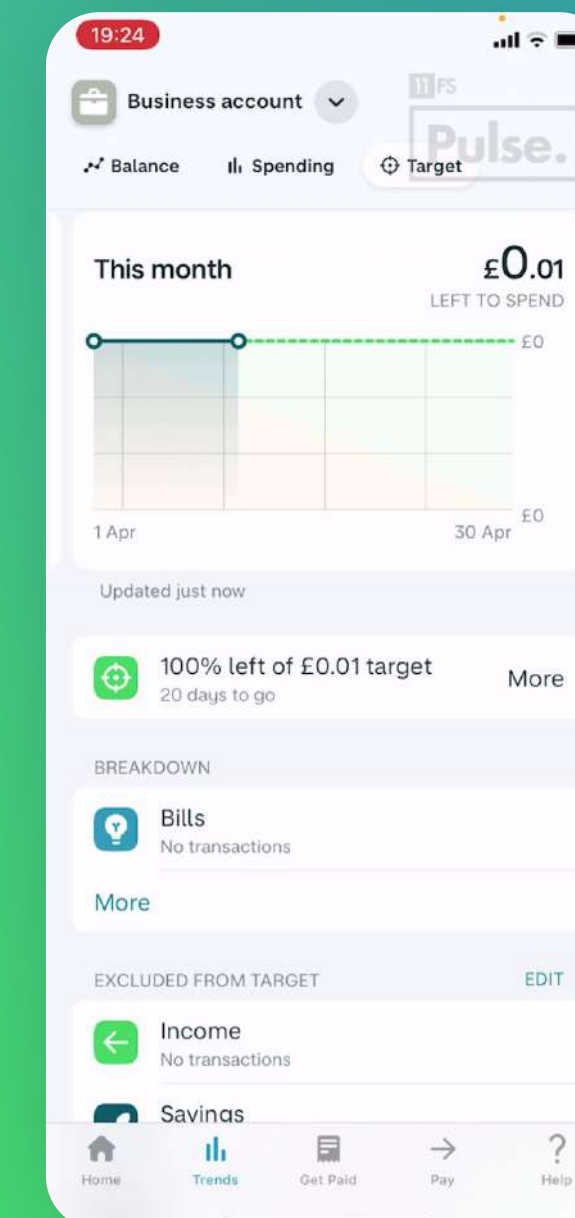 19:24
Business account
11 FS
Pulse.
Balance
Spending
Target
This month
£0.01
LEFT TO SPEND
£0
£0
1 Apr
30 Apr
Updated just now
100% left of £0.01 target
20 days to go
More
BREAKDOWN
Bills
No transactions
More
EXCLUDED FROM TARGET
EDIT
Income
No transactions
Savings
Home
Trends
Get Paid
Pay
Help